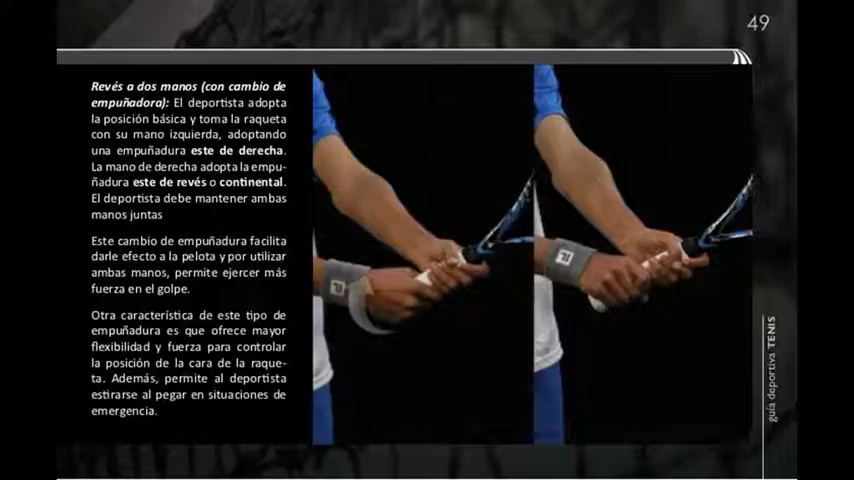 49
Revés a dos manos (con cambio de
empuñadora): El deportista adopta
la posición básica y toma la raqueta
con su mano izquierda, adoptando
una empuñadura este de derecha.
La mano de derecha adopta la empu-
ñadura este de revés o continental.
El deportista debe mantener ambas
manos juntas
Este cambio de empuñadura facilita
darle efecto a la pelota y por utilizar
ambas manos, permite ejercer más
fuerza en el golpe.
Otra característica de este tipo de
empuñadura es que ofrece mayor
flexibilidad y fuerza para controlar
la posición de la cara de la raque-
ta. Además, permite al deportista
estirarse al pegar en situaciones de
emergencia.
guía deportiva TENIS